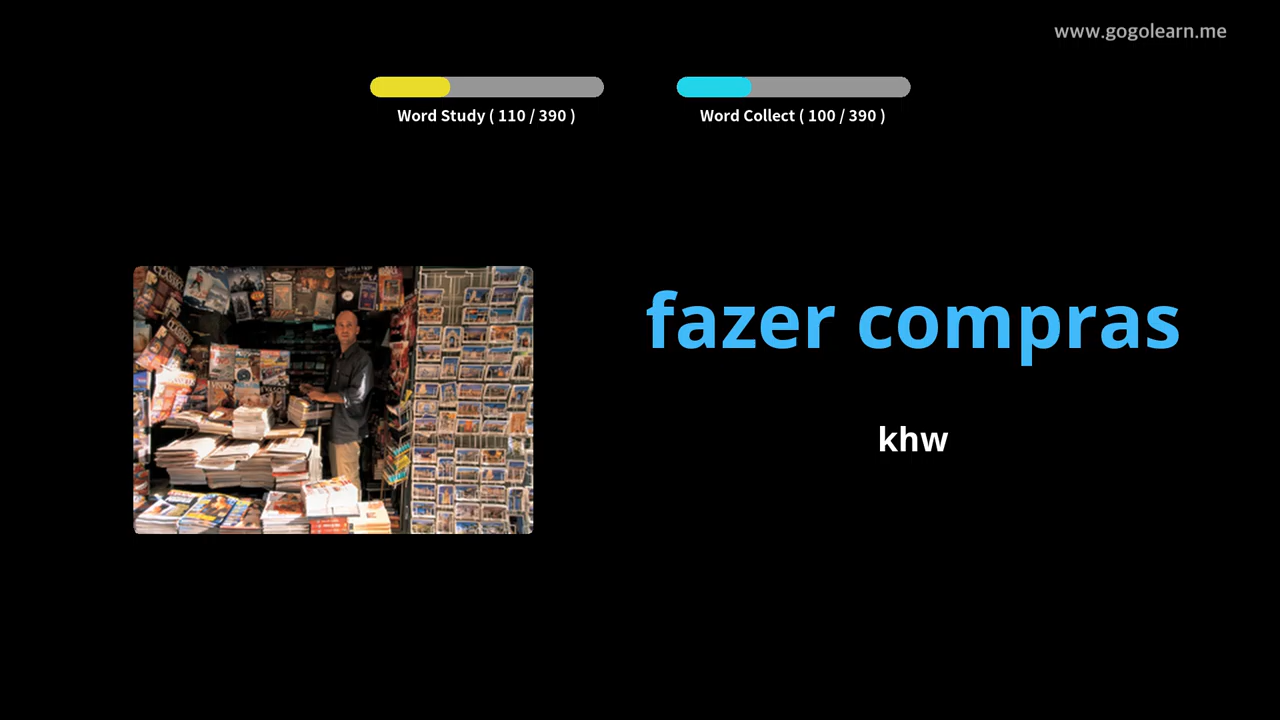 www.gogolearn.me
Word Study ( 110 / 390 )
Word Collect ( 100 / 390 )
fazer compras
khw